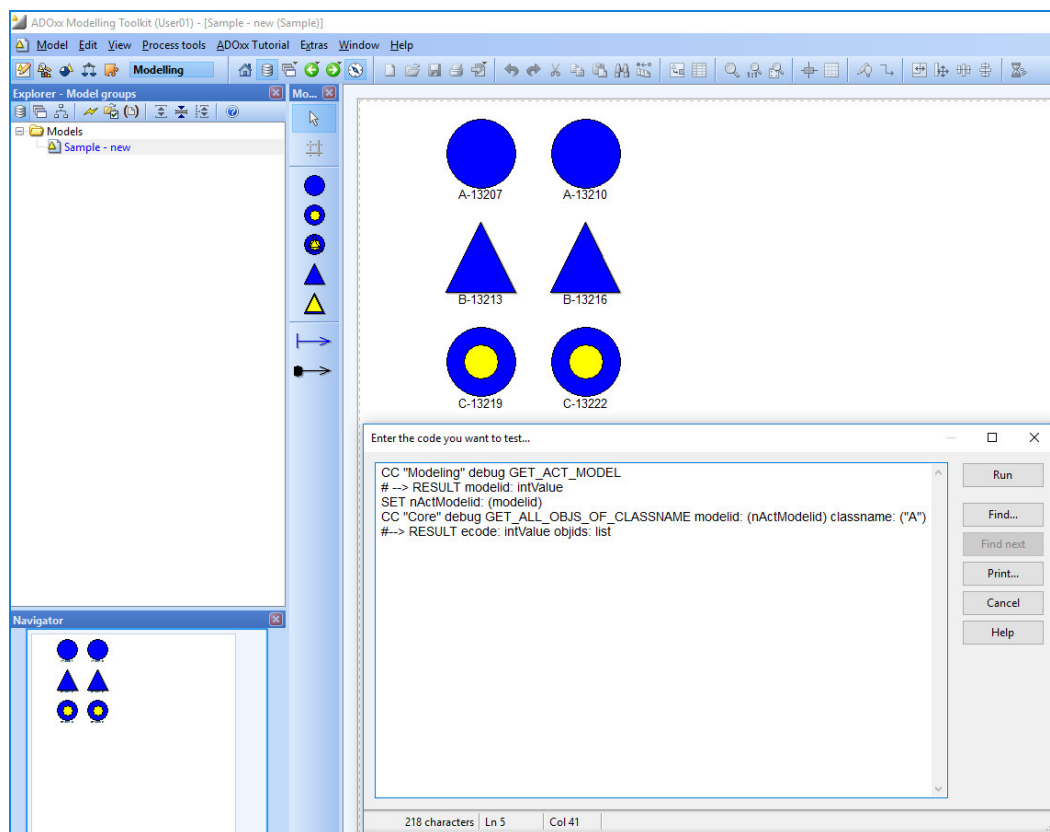 ADOxx Modelling Toolkit (User01) - [Sample - new (Sample)]
Model Edit View Process tools ADOxx Tutorial Extras Window Help
Modelling
Explorer - Model groups
Mo...
Models
Sample - new
A-13207 A-13210
B-13213 B-13216
C-13219 C-13222
Enter the code you want to test...
CC "Modeling" debug GET_ACT_MODEL
# --> RESULT modelid: intValue
SET nActModelid: (modelid)
CC "Core" debug GET_ALL_OBJS_OF_CLASSNAME modelid: (nActModelid) classname: ("A")
#--> RESULT ecode: intValue objids: list
Run
Find...
Find next
Print...
Cancel
Help
Navigator
218 characters Ln 5 Col 41